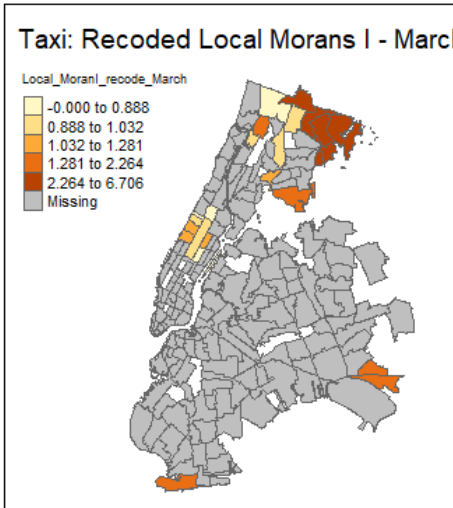 Taxi: Recoded Local Morans I - March
Local_MoranI_recode_March
-0.000 to 0.888
0.888 to 1.032
1.032 to 1.281
1.281 to 2.264
2.264 to 6.706
Missing